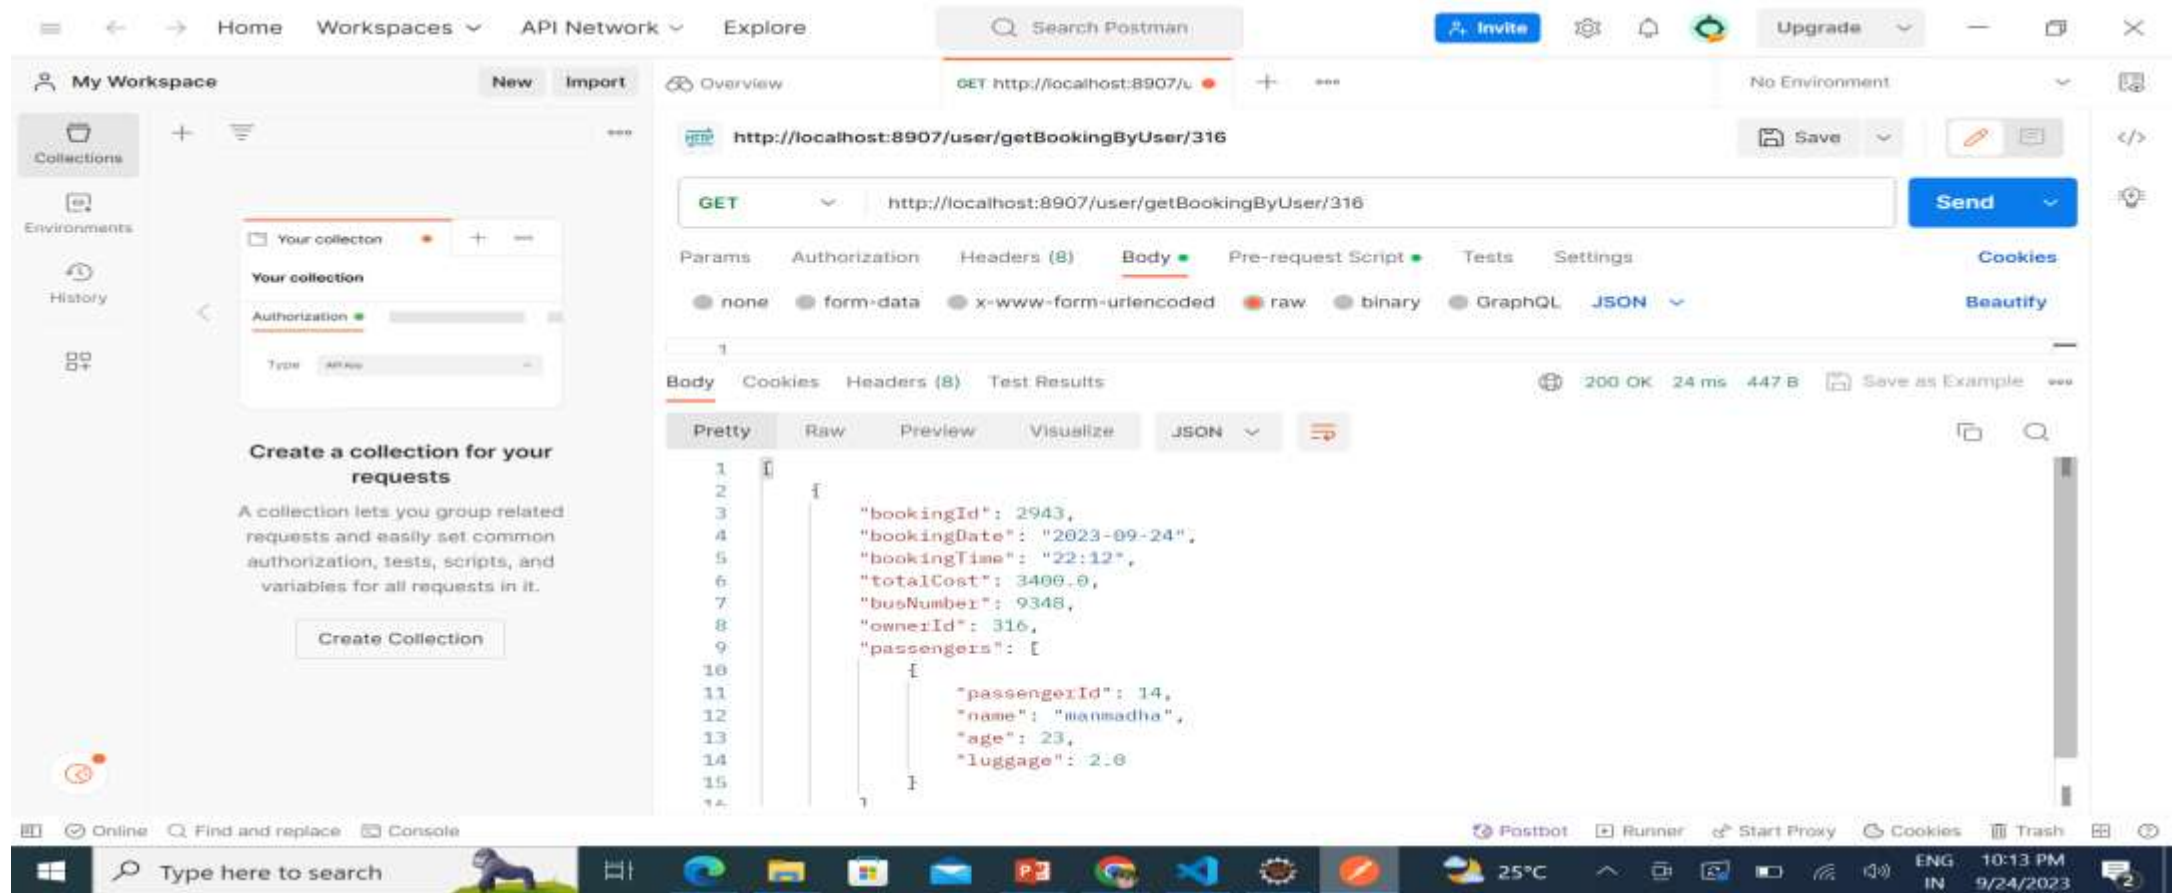 Home Workspaces API Network Explore Search Postman Invite Upgrade
My Workspace New Import Overview GET http://localhost:8907/u No Environment
Collections
Environments
History
Your collecton
Your collection
Authorization
Type API App
Create a collection for your
requests
A collection lets you group related
requests and easily set common
authorization, tests, scripts, and
variables for all requests in it.
Create Collection
HTTP http://localhost:8907/user/getBookingByUser/316 Save
GET http://localhost:8907/user/getBookingByUser/316 Send
Params Authorization Headers (8) Body Pre-request Script Tests Settings Cookies
none form-data x-www-form-urlencoded raw binary GraphQL JSON Beautify
1
Body Cookies Headers (8) Test Results 200 OK 24 ms 447 B Save as Example
Pretty Raw Preview Visualize JSON
1 [
2 {
3 "bookingId": 2943,
4 "bookingDate": "2023-09-24",
5 "bookingTime": "22:12",
6 "totalCost": 3400.0,
7 "busNumber": 9348,
8 "ownerId": 316,
9 "passengers": [
10 {
11 "passengerId": 14,
12 "name": "manmadha",
13 "age": 23,
14 "luggage": 2.0
15 }
16 ]
Online Find and replace Console Postbot Runner Start Proxy Cookies Trash
Type here to search 25°C ENG 10:13 PM
IN 9/24/2023 2